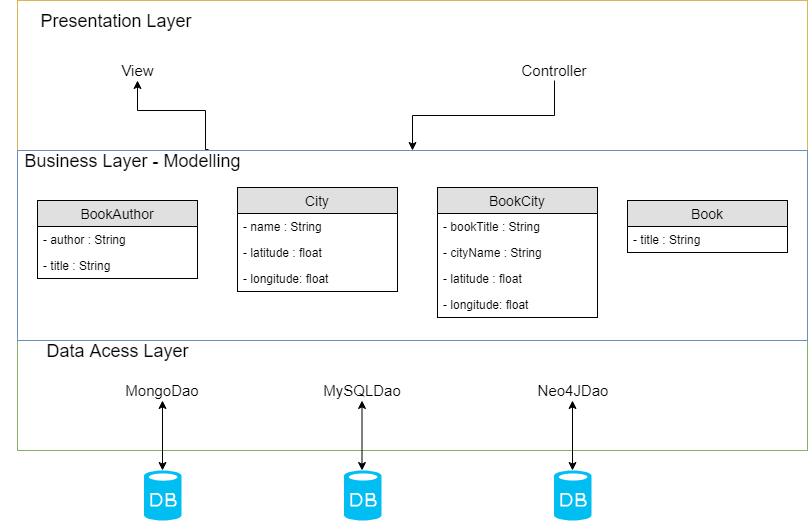 Presentation Layer
View
Controller
Business Layer - Modelling
BookAuthor
- author : String
- title : String
City
- name : String
- latitude : float
- longitude: float
BookCity
- bookTitle : String
- cityName : String
- latitude : float
- longitude: float
Book
- title : String
Data Acess Layer
MongoDao
MySQLDao
Neo4JDao
DB
DB
DB